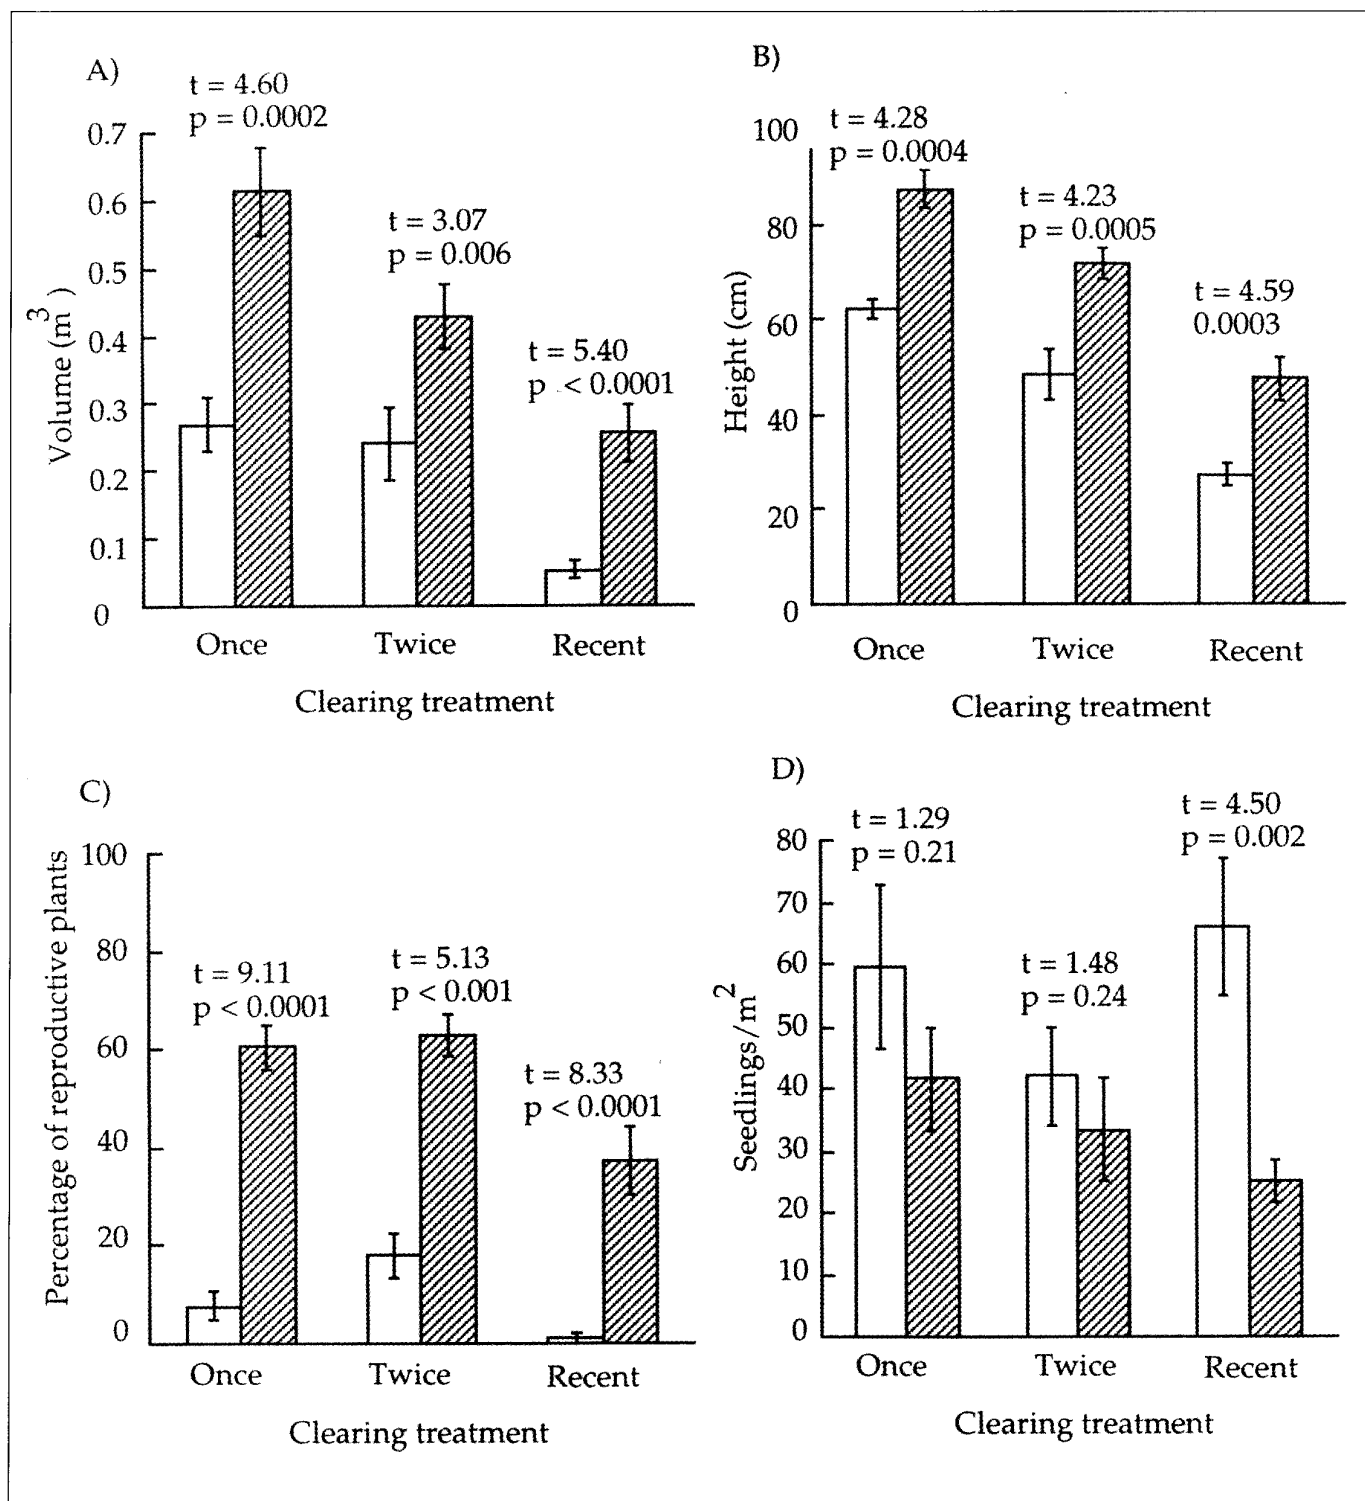 A)
t = 4.60
p = 0.0002
t = 3.07
p = 0.006
t = 5.40
p < 0.0001
0.7
0.6
0.5
0.4
0.3
0.2
0.1
0
Volume (m3)
Once Twice Recent
Clearing treatment
B)
t = 4.28
p = 0.0004
t = 4.23
p = 0.0005
t = 4.59
0.0003
100
80
60
40
20
0
Height (cm)
Once Twice Recent
Clearing treatment
C)
t = 9.11
p < 0.0001
t = 5.13
p < 0.001
t = 8.33
p < 0.0001
100
80
60
40
20
0
Percentage of reproductive plants
Once Twice Recent
Clearing treatment
D)
t = 1.29
p = 0.21
t = 1.48
p = 0.24
t = 4.50
p = 0.002
80
70
60
50
40
30
20
10
0
Seedlings/m2
Once Twice Recent
Clearing treatment